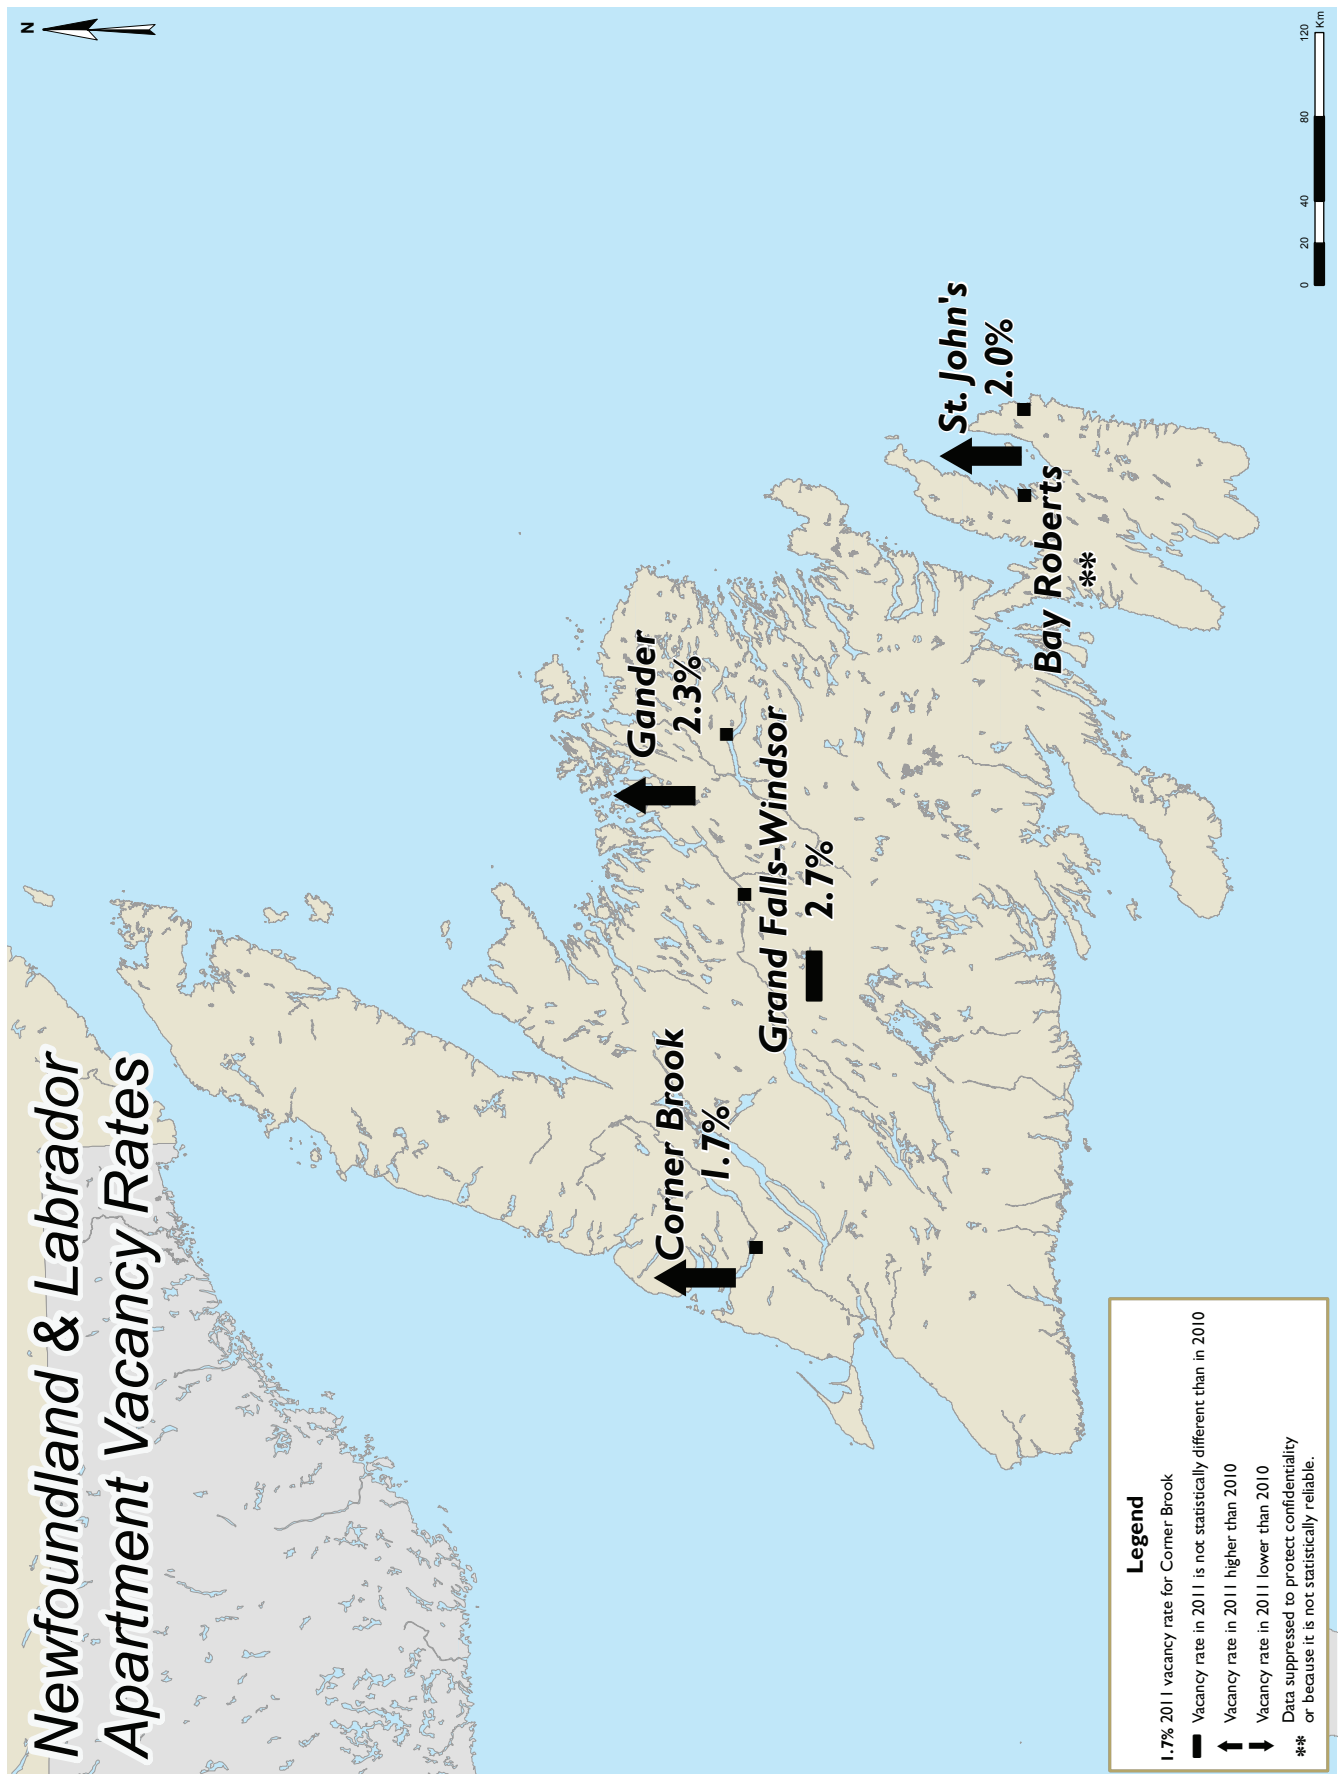 Newfoundland & Labrador
Apartment Vacancy Rates
N
Corner Brook
1.7%
Gander
2.3%
Grand Falls-Windsor
2.7%
St. John's
2.0%
Bay Roberts
**
Legend
1.7% 2011 vacancy rate for Corner Brook
Vacancy rate in 2011 is not statistically different than in 2010
Vacancy rate in 2011 higher than 2010
Vacancy rate in 2011 lower than 2010
** Data suppressed to protect confidentiality
or because it is not statistically reliable.
0 20 40 80 120
Km